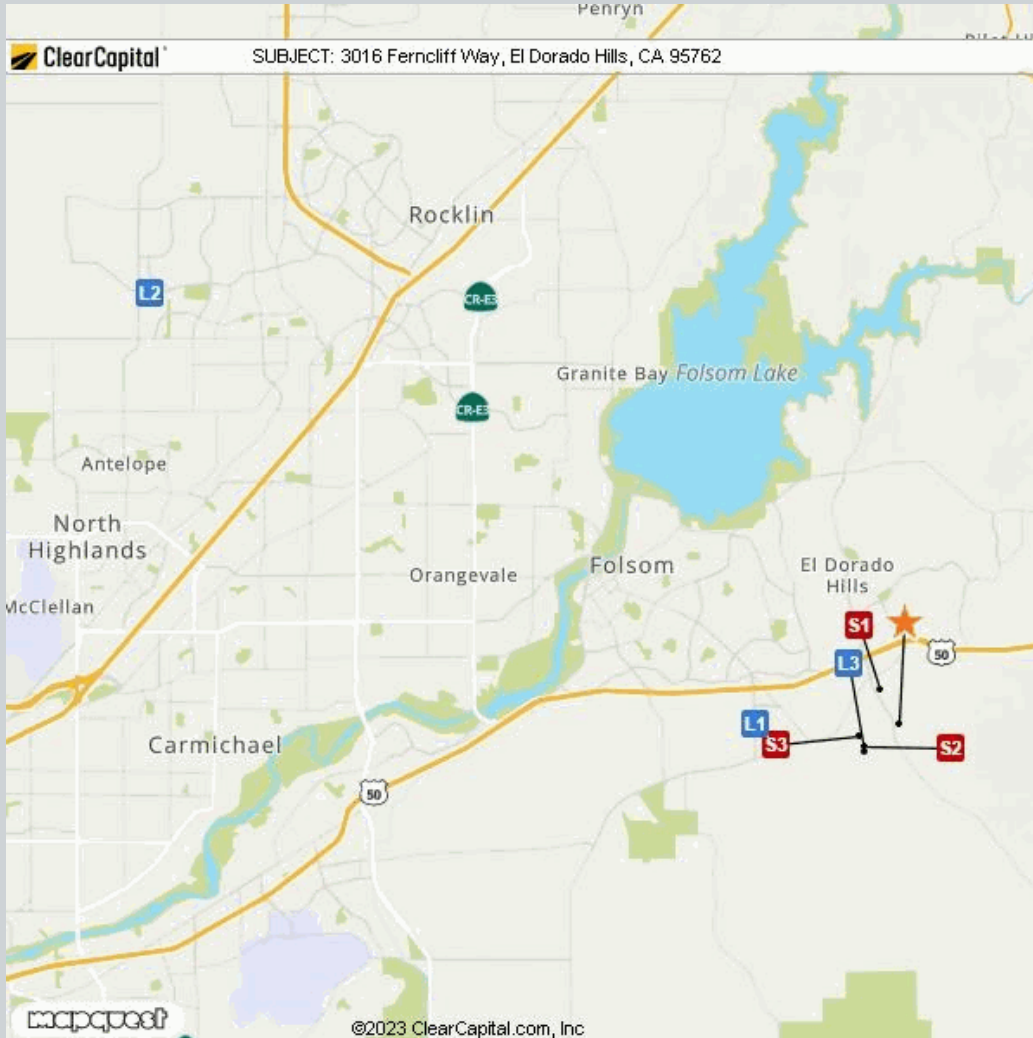 Penryn
ClearCapital
SUBJECT: 3016 Ferncliff Way, El Dorado Hills, CA 95762
Rocklin
L2
CR-E3
Granite Bay
Folsom Lake
CR-E3
Antelope
North
Highlands
Orangevale
Folsom
El Dorado
Hills
McClellan
S1
50
L3
L1
S3
S2
Carmichael
50
mapquest
©2023 ClearCapital.com, Inc